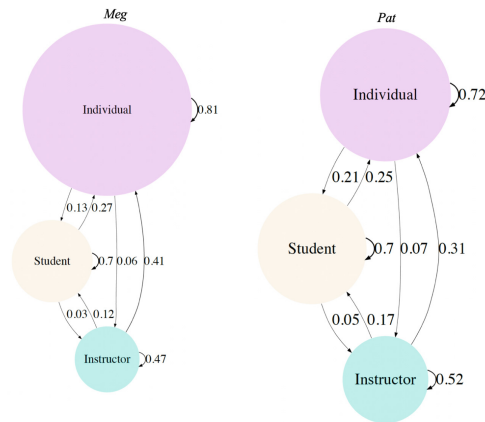 Meg
Individual
0.81
0.13 0.27
Student
0.7 0.06 0.41
0.03 0.12
Instructor
0.47
Pat
Individual
0.72
0.21 0.25
Student
0.7 0.07 0.31
0.05 0.17
Instructor
0.52